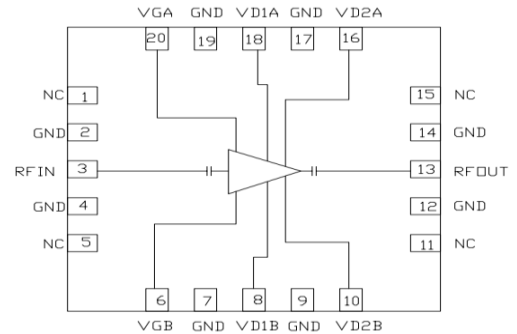 VGA GND VD1A GND VD2A
20 19 18 17 16
NC 1 15 NC
GND 2 14 GND
RFIN 3 13 RFOUT
GND 4 12 GND
NC 5 11 NC
6 7 8 9 10
VGB GND VD1B GND VD2B